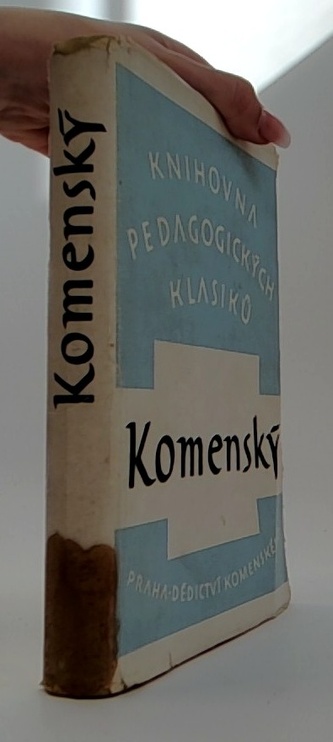 Komenský
KNIHOVNA
PEDAGOGICKÝCH
KLASIKŮ
Komenský
PRAHA-DĚDICTVÍ KOMENSKÉ